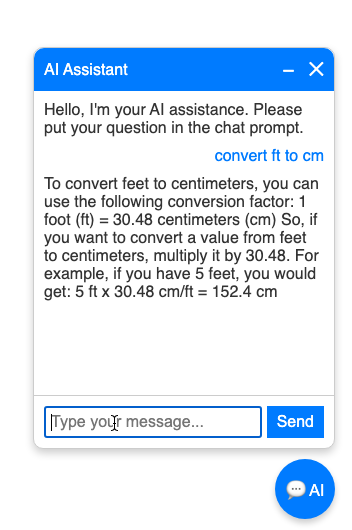 AI Assistant
Hello, I'm your AI assistance. Please
put your question in the chat prompt.
convert ft to cm
To convert feet to centimeters, you can
use the following conversion factor: 1
foot (ft) = 30.48 centimeters (cm) So, if
you want to convert a value from feet
to centimeters, multiply it by 30.48. For
example, if you have 5 feet, you would
get: 5 ft x 30.48 cm/ft = 152.4 cm
Type your message...
Send
AI